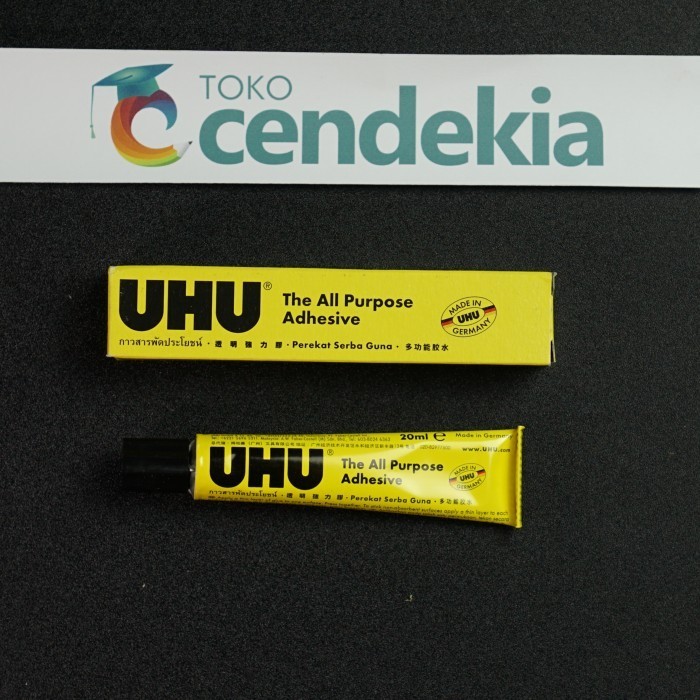 TOKO
cendekia
UHU® The All Purpose
Adhesive
MADE IN
UHU
GERMANY
กาวสารพัดประโยชน์ · 透明強力膠 · Perekat Serba Guna · 多功能胶水
20ml e Made in Germany
www.UHU.com
UHU® The All Purpose
Adhesive
MADE IN
UHU
GERMANY
กาวสารพัดประโยชน์ · 透明強力膠 · Perekat Serba Guna · 多功能胶水